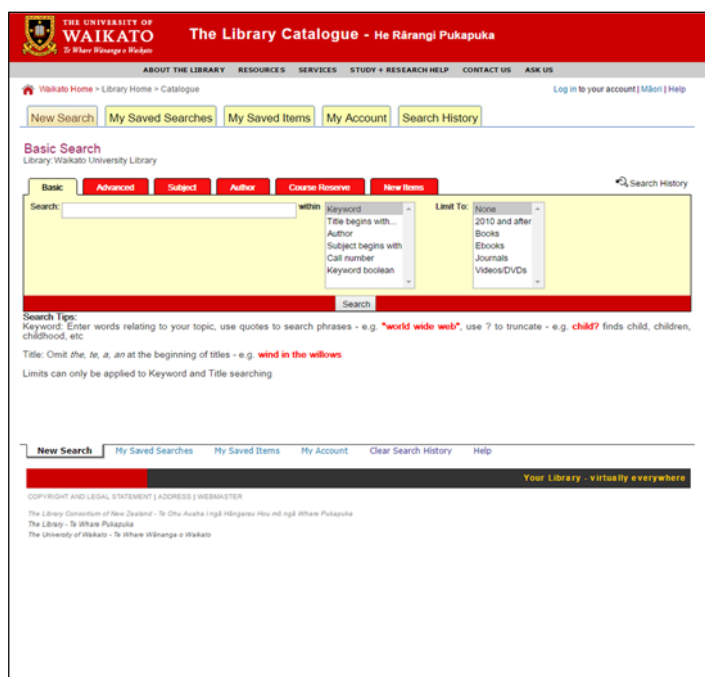 THE UNIVERSITY OF
WAIKATO
Te Whare Wānanga o Waikato
The Library Catalogue - He Rārangi Pukapuka
ABOUT THE LIBRARY RESOURCES SERVICES STUDY + RESEARCH HELP CONTACT US ASK US
Waikato Home > Library Home > Catalogue
Log in to your account | Māori | Help
New Search My Saved Searches My Saved Items My Account Search History
Basic Search
Library: Waikato University Library
Basic Advanced Subject Author Course Reserve New Items
Search History
Search: within Limit To:
Keyword
Title begins with...
Author
Subject begins with
Call number
Keyword boolean
None
2010 and after
Books
Ebooks
Journals
Videos/DVDs
Search
Search Tips:
Keyword: Enter words relating to your topic, use quotes to search phrases - e.g. "world wide web", use ? to truncate - e.g. child? finds child, children,
childhood, etc
Title: Omit the, te, a, an at the beginning of titles - e.g. wind in the willows
Limits can only be applied to Keyword and Title searching
New Search My Saved Searches My Saved Items My Account Clear Search History Help
Your Library - virtually everywhere
COPYRIGHT AND LEGAL STATEMENT | ADDRESS | WEBMASTER
The Library Consortium of New Zealand - Te Ohu Auaha i ngā Hāngarau Hou mō ngā Whare Pukapuka
The Library - Te Whare Pukapuka
The University of Waikato - Te Whare Wānanga o Waikato